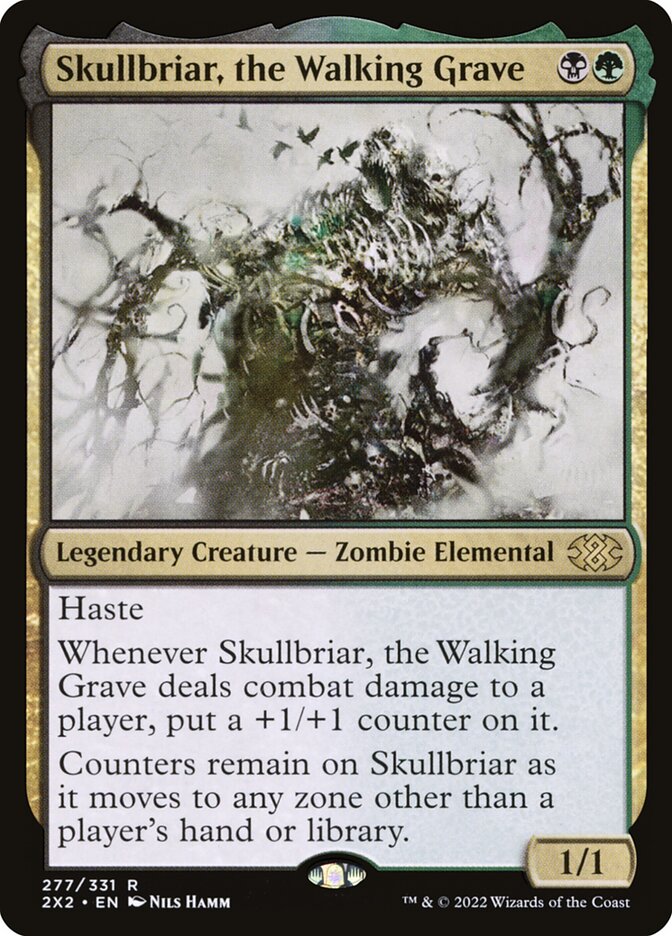 Skullbriar, the Walking Grave
Legendary Creature — Zombie Elemental
Haste
Whenever Skullbriar, the Walking
Grave deals combat damage to a
player, put a +1/+1 counter on it.
Counters remain on Skullbriar as
it moves to any zone other than a
player's hand or library.
1/1
277/331 R
2X2 • EN Nils Hamm
™ & © 2022 Wizards of the Coast